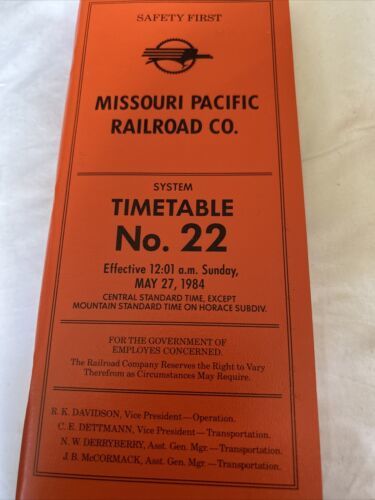 SAFETY FIRST
MISSOURI PACIFIC
RAILROAD CO.
SYSTEM
TIMETABLE
No. 22
Effective 12:01 a.m. Sunday,
MAY 27, 1984
CENTRAL STANDARD TIME, EXCEPT
MOUNTAIN STANDARD TIME ON HORACE SUBDIV.
FOR THE GOVERNMENT OF
EMPLOYES CONCERNED.
The Railroad Company Reserves the Right to Vary
Therefrom as Circumstances May Require.
R. K. DAVIDSON, Vice President—Operation.
C. E. DETTMANN, Vice President—Transportation.
N. W. DERRYBERRY, Asst. Gen. Mgr.—Transportation.
J. B. McCORMACK, Asst. Gen. Mgr.—Transportation.